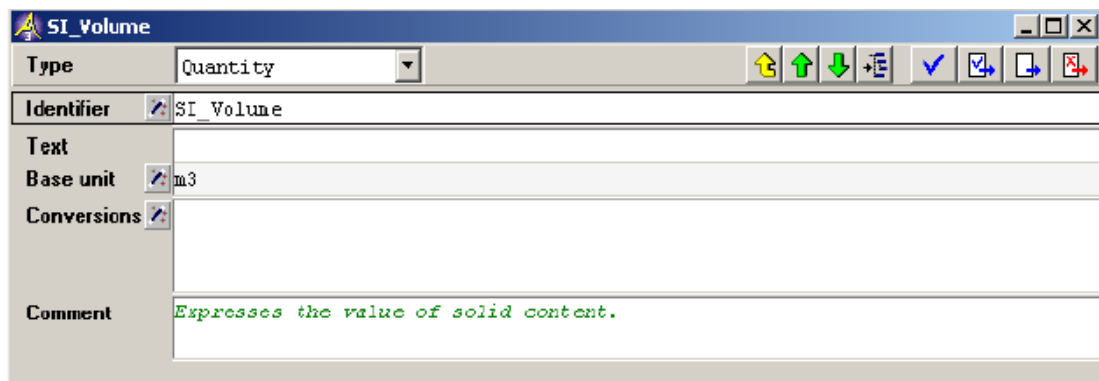 SI_Volume
Type Quantity
Identifier SI_Volume
Text
Base unit m3
Conversions
Comment Expresses the value of solid content.